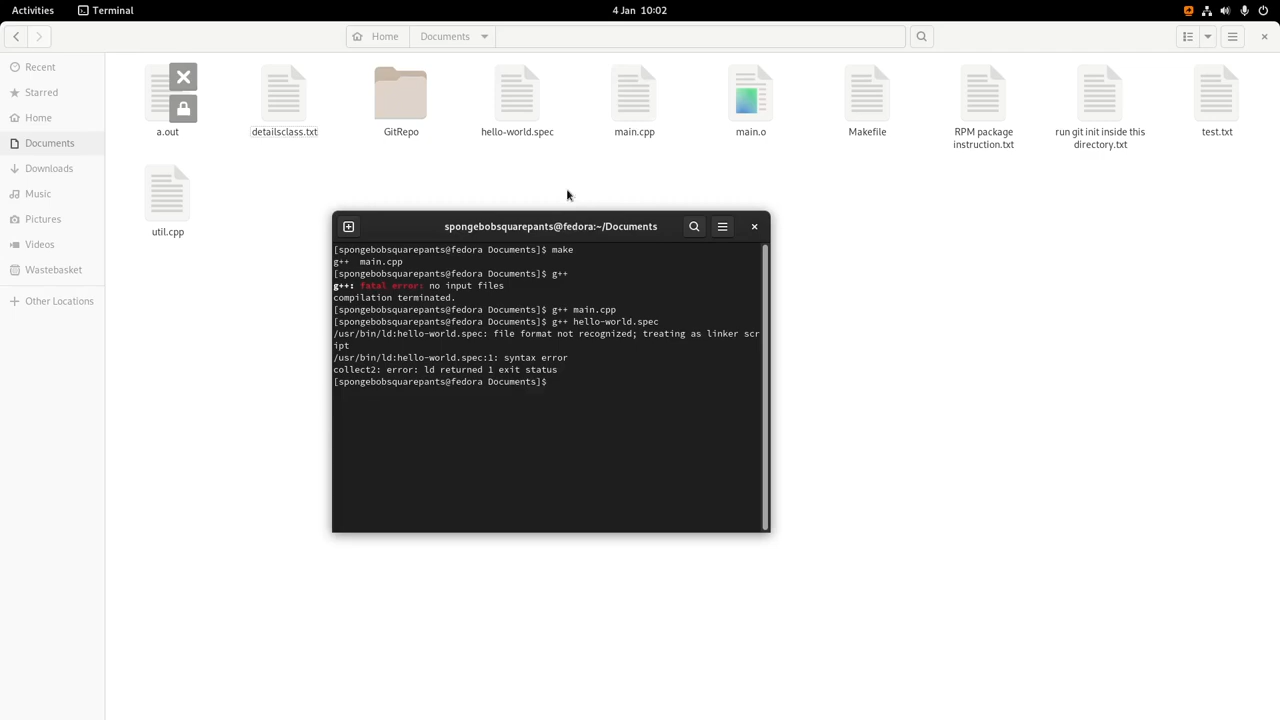 Activities
Terminal
4 Jan 10:02
Home
Documents
Recent
Starred
Home
Documents
Downloads
Music
Pictures
Videos
Wastebasket
Other Locations
a.out
detailsclass.txt
GitRepo
hello-world.spec
main.cpp
main.o
Makefile
RPM package
instruction.txt
run git init inside this
directory.txt
test.txt
util.cpp
spongebobsquarepants@fedora:~/Documents
[spongebobsquarepants@fedora Documents]$ make
g++  main.cpp
[spongebobsquarepants@fedora Documents]$ g++
g++: fatal error: no input files
compilation terminated.
[spongebobsquarepants@fedora Documents]$ g++ main.cpp
[spongebobsquarepants@fedora Documents]$ g++ hello-world.spec
/usr/bin/ld:hello-world.spec: file format not recognized; treating as linker scr
ipt
/usr/bin/ld:hello-world.spec:1: syntax error
collect2: error: ld returned 1 exit status
[spongebobsquarepants@fedora Documents]$